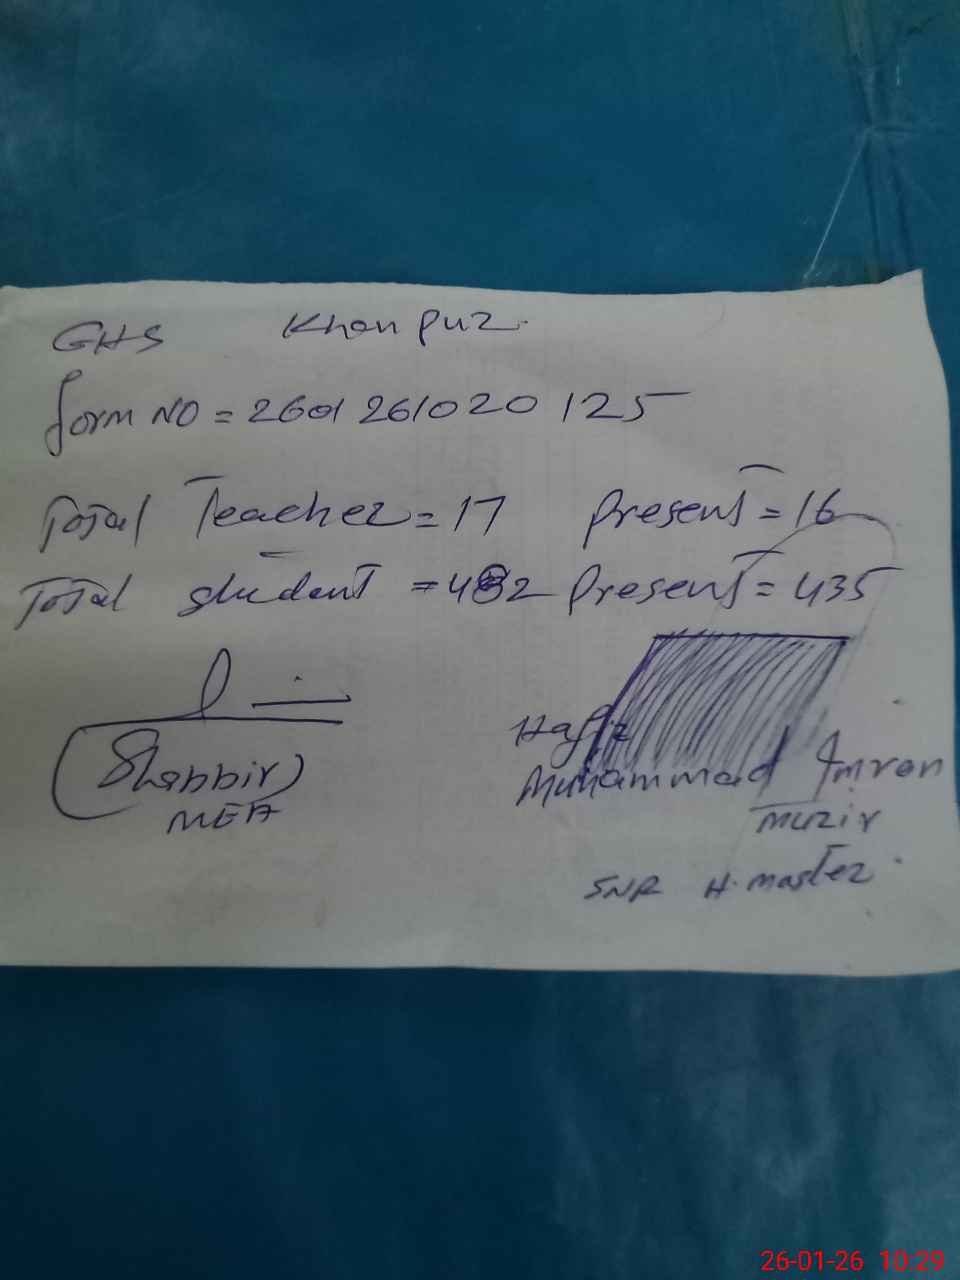 GHS Khanpur
form NO = 2601261020125
Total Teacher = 17 Present = 16
Total student = 482 Present = 435
(Shabbir)
MEA
Hafiz
Muhammad Imran
Muzir
SNR H. master
26-01-26 10:29